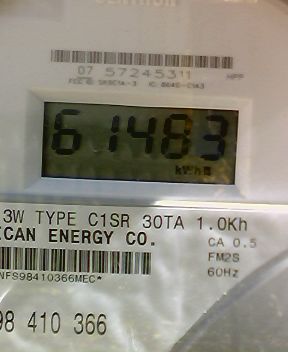 CENTRON
07 57245311
61483
kWh
3W TYPE C1SR 30TA 1.0Kh
ICAN ENERGY CO.
CA 0.5
FM2S
60Hz
NFS98410366MEC*
98 410 366